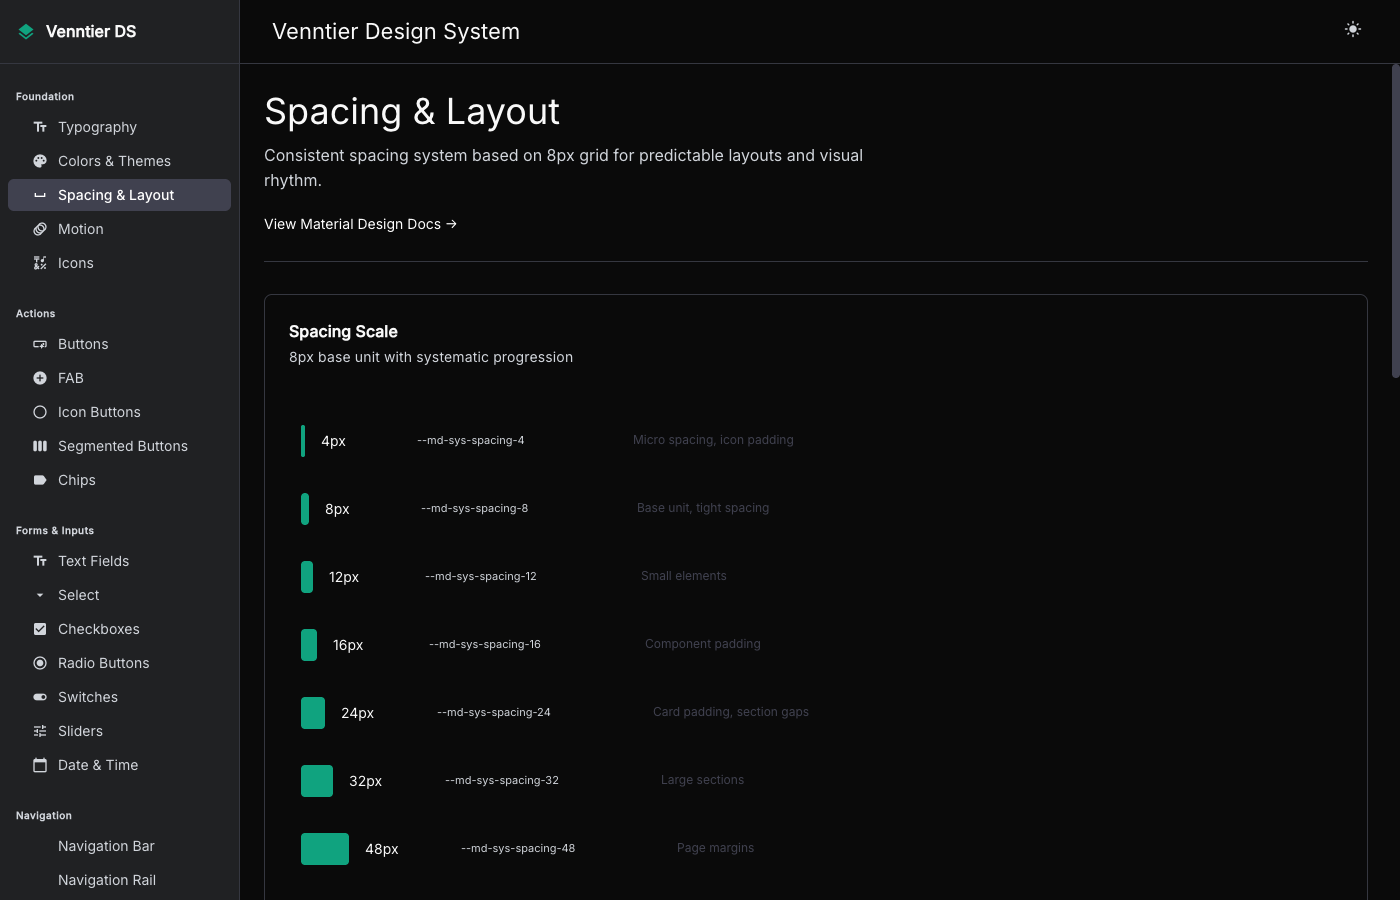 Venntier DS
Venntier Design System
Foundation
Typography
Colors & Themes
Spacing & Layout
Motion
Icons
Actions
Buttons
FAB
Icon Buttons
Segmented Buttons
Chips
Forms & Inputs
Text Fields
Select
Checkboxes
Radio Buttons
Switches
Sliders
Date & Time
Navigation
Navigation Bar
Navigation Rail
Spacing & Layout
Consistent spacing system based on 8px grid for predictable layouts and visual
rhythm.
View Material Design Docs →
Spacing Scale
8px base unit with systematic progression
4px --md-sys-spacing-4 Micro spacing, icon padding
8px --md-sys-spacing-8 Base unit, tight spacing
12px --md-sys-spacing-12 Small elements
16px --md-sys-spacing-16 Component padding
24px --md-sys-spacing-24 Card padding, section gaps
32px --md-sys-spacing-32 Large sections
48px --md-sys-spacing-48 Page margins